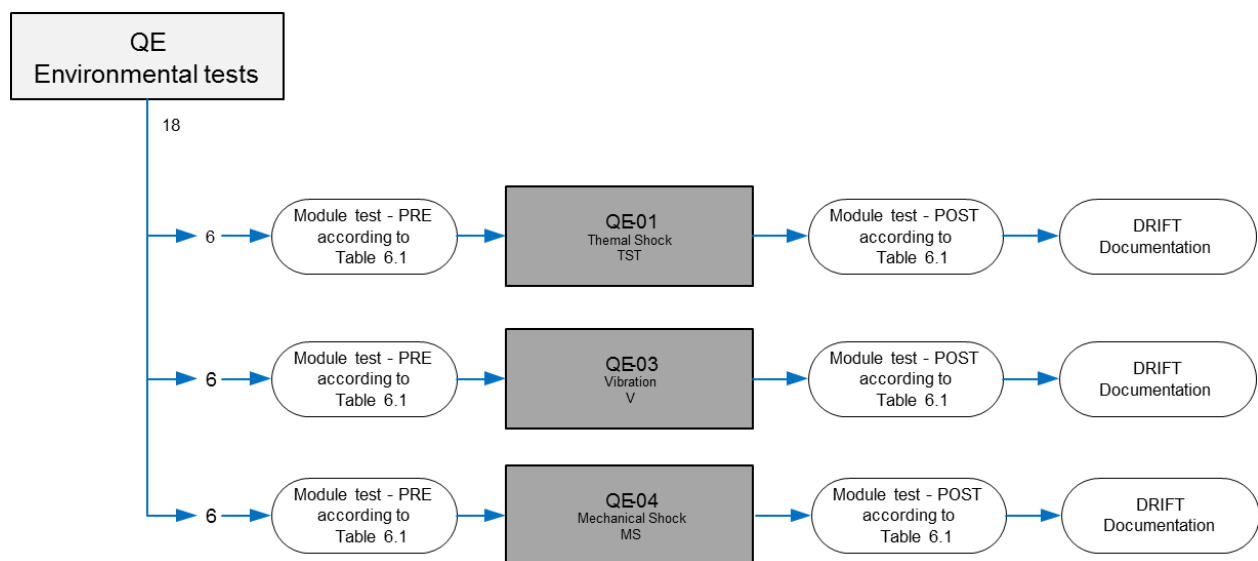 QE
Environmental tests
18
6
Module test - PRE
according to
Table 6.1
QE-01
Themal Shock
TST
Module test - POST
according to
Table 6.1
DRIFT
Documentation
6
Module test - PRE
according to
Table 6.1
QE-03
Vibration
V
Module test - POST
according to
Table 6.1
DRIFT
Documentation
6
Module test - PRE
according to
Table 6.1
QE-04
Mechanical Shock
MS
Module test - POST
according to
Table 6.1
DRIFT
Documentation